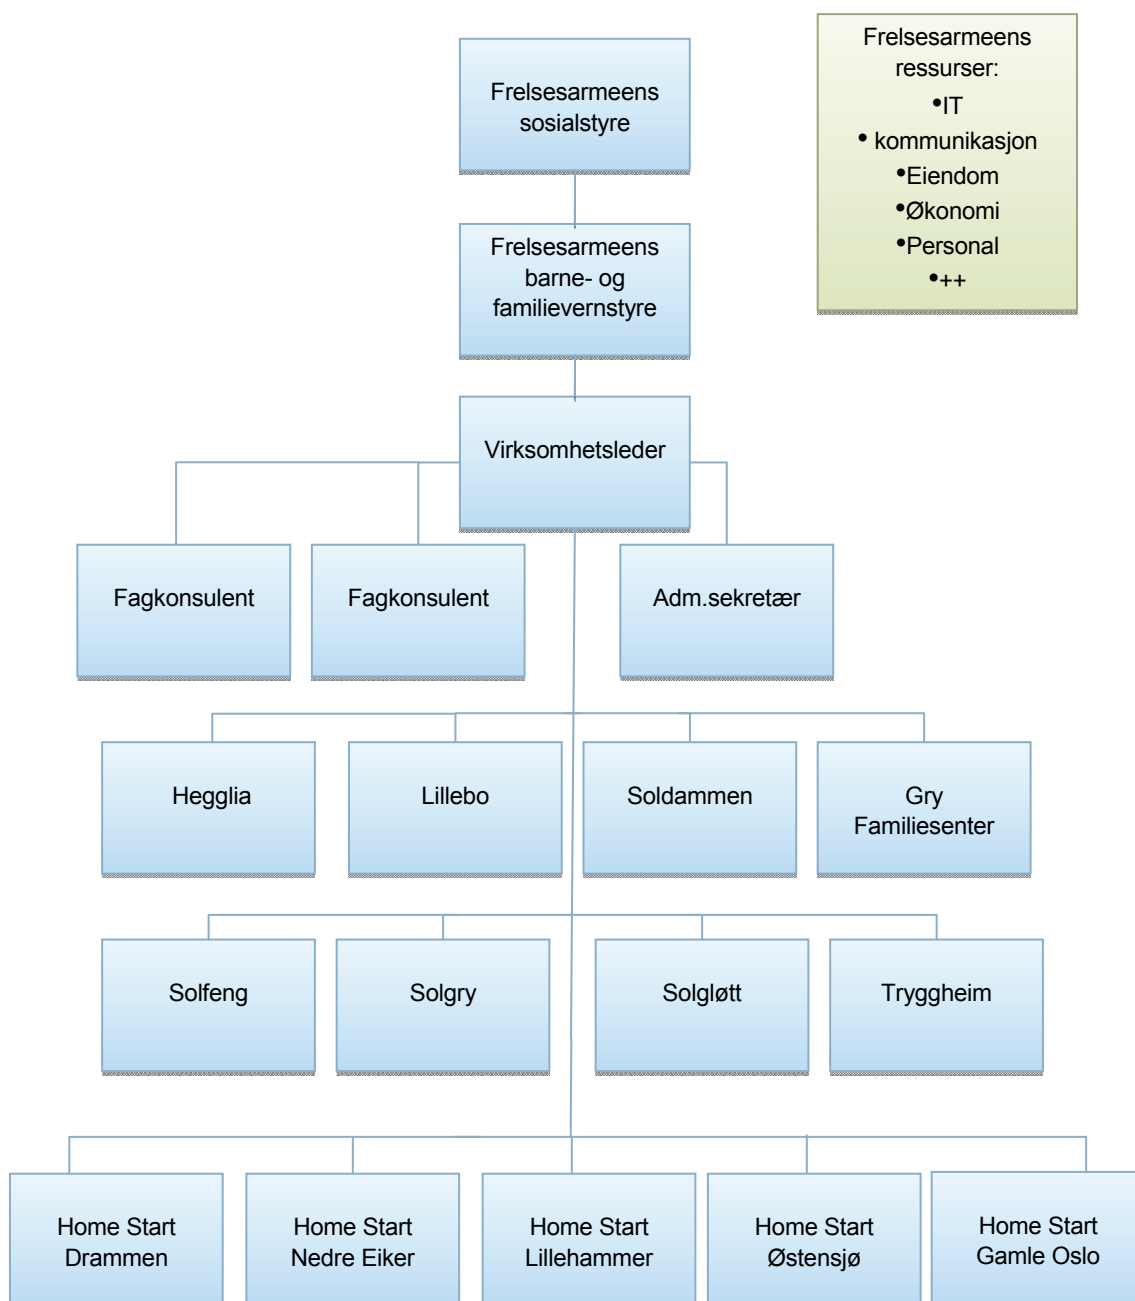 Frelsesarmeens
sosialstyre
Frelsesarmeens
ressurser:
•IT
• kommunikasjon
•Eiendom
•Økonomi
•Personal
•++
Frelsesarmeens
barne- og
familievernstyre
Virksomhetsleder
Fagkonsulent
Fagkonsulent
Adm.sekretær
Hegglia
Lillebo
Soldammen
Gry
Familiesenter
Solfeng
Solgry
Solgløtt
Tryggheim
Home Start
Drammen
Home Start
Nedre Eiker
Home Start
Lillehammer
Home Start
Østensjø
Home Start
Gamle Oslo